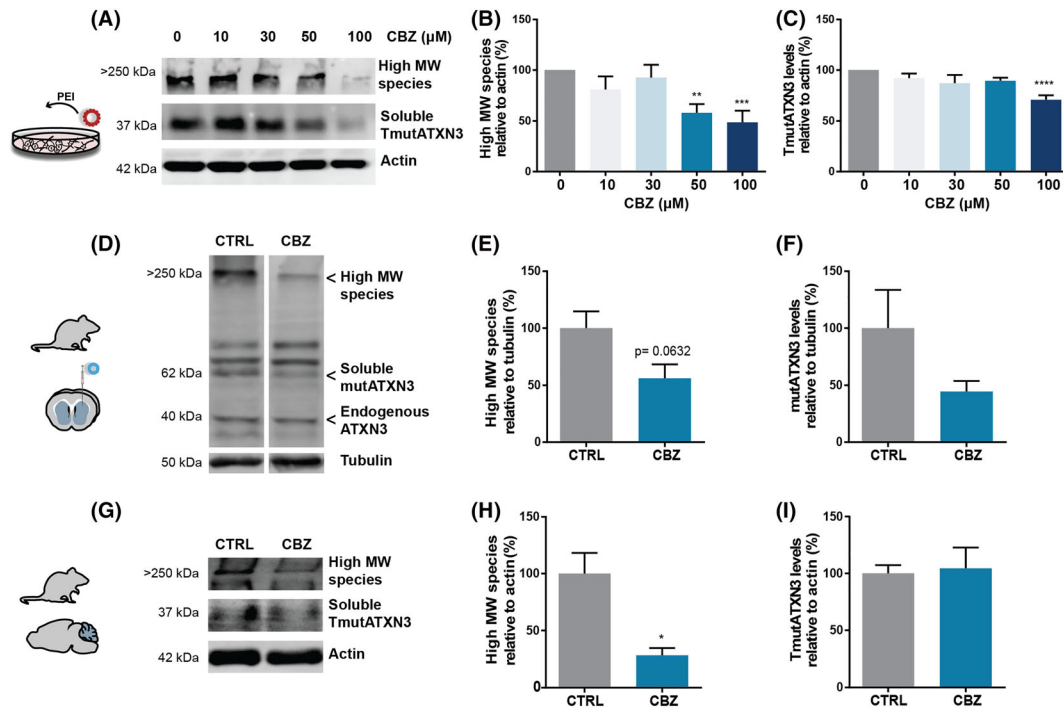 (A)
0 10 30 50 100 CBZ (µM)
>250 kDa
High MW
species
PEI
37 kDa
Soluble
TmutATXN3
42 kDa
Actin
(B)
High MW species
relative to actin (%)
150
100
50
0
**
***
0 10 30 50 100
CBZ (µM)
(C)
TmutATXN3 levels
relative to actin (%)
150
100
50
0
****
0 10 30 50 100
CBZ (µM)
(D)
CTRL CBZ
>250 kDa
< High MW
species
62 kDa
Soluble
< mutATXN3
40 kDa
< Endogenous
ATXN3
50 kDa
Tubulin
(E)
High MW species
relative to tubulin (%)
150
100
50
0
p= 0.0632
CTRL CBZ
(F)
mutATXN3 levels
relative to tubulin (%)
150
100
50
0
CTRL CBZ
(G)
CTRL CBZ
>250 kDa
High MW
species
37 kDa
Soluble
TmutATXN3
42 kDa
Actin
(H)
High MW species
relative to actin (%)
150
100
50
0
*
CTRL CBZ
(I)
TmutATXN3 levels
relative to actin (%)
150
100
50
0
CTRL CBZ